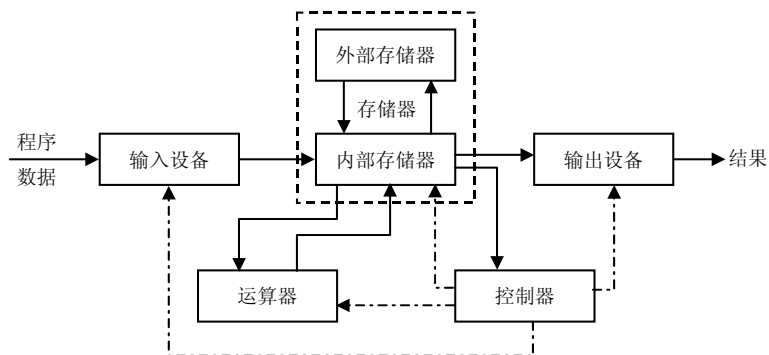 外部存储器
存储器
程序
数据
输入设备
内部存储器
输出设备
结果
运算器
控制器